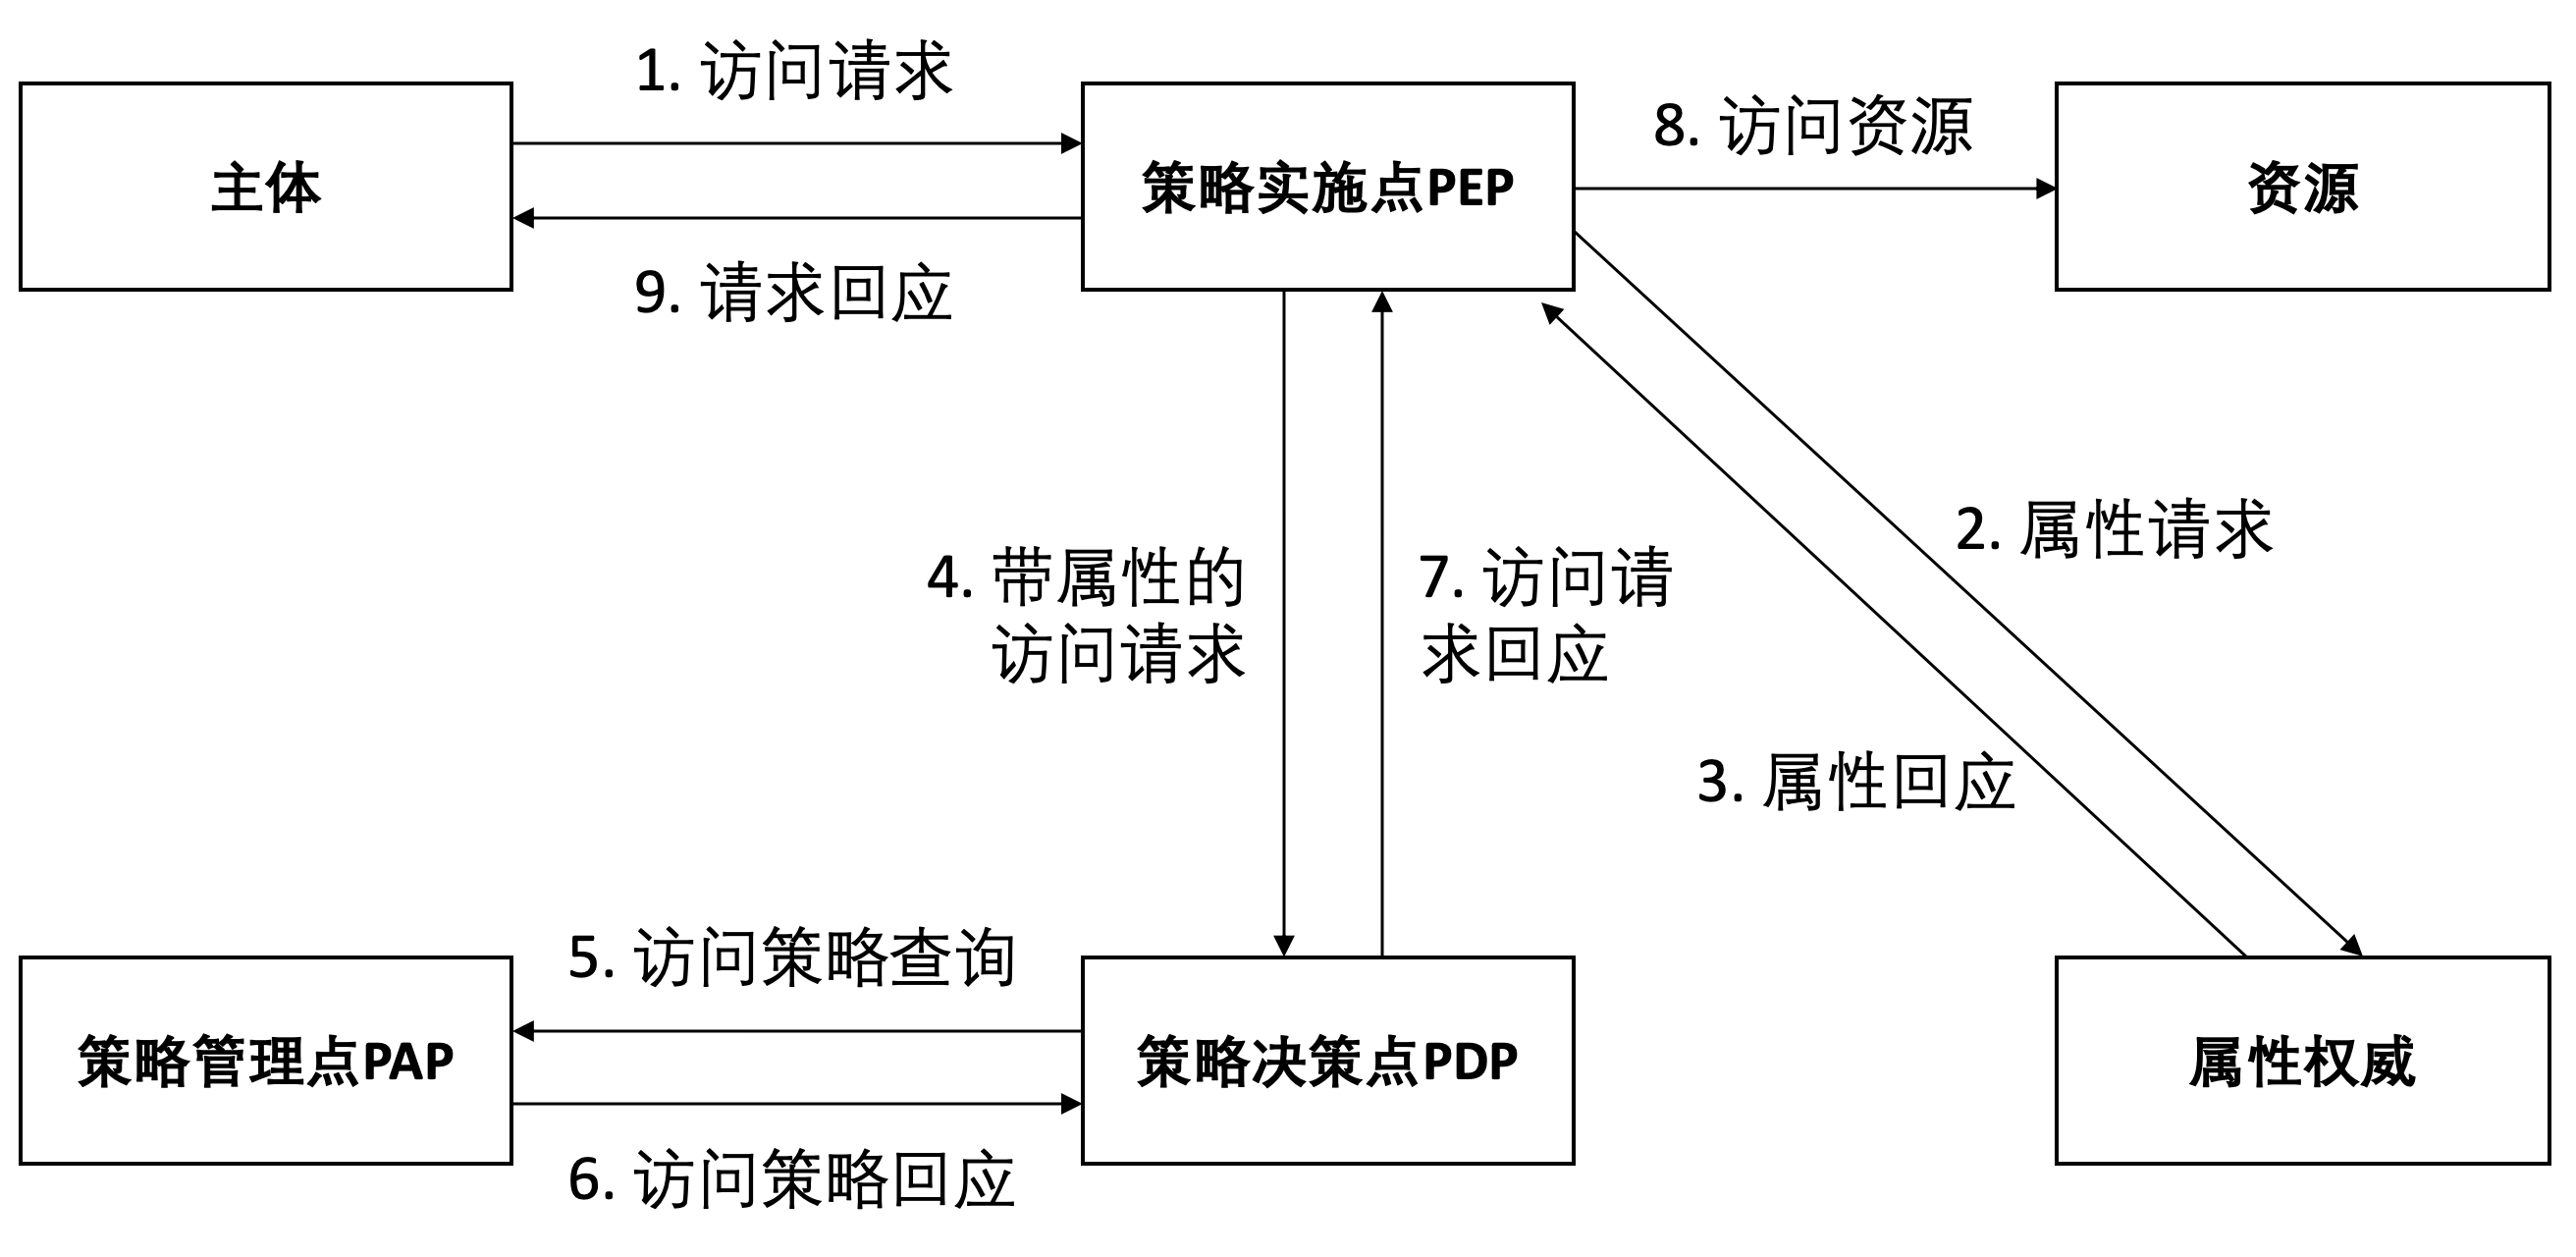 1. 访问请求
主体
策略实施点PEP
8. 访问资源
资源
9. 请求回应
2. 属性请求
4. 带属性的
访问请求
7. 访问请
求回应
3. 属性回应
5. 访问策略查询
策略管理点PAP
策略决策点PDP
属性权威
6. 访问策略回应